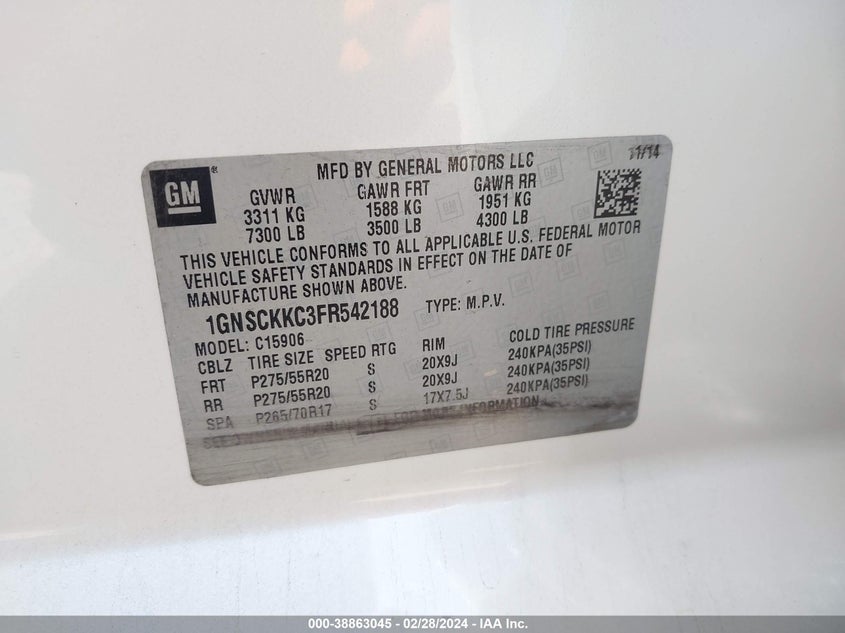 MFD BY GENERAL MOTORS LLC 11/14
GM ®
GVWR GAWR FRT GAWR RR
3311 KG 1588 KG 1951 KG
7300 LB 3500 LB 4300 LB
THIS VEHICLE CONFORMS TO ALL APPLICABLE U.S. FEDERAL MOTOR
VEHICLE SAFETY STANDARDS IN EFFECT ON THE DATE OF
MANUFACTURE SHOWN ABOVE.
1GNSCKKC3FR542188 TYPE: M.P.V.
MODEL: C15906
CBLZ TIRE SIZE SPEED RTG RIM COLD TIRE PRESSURE
FRT P275/55R20 S 20X9J 240KPA(35PSI)
RR P275/55R20 S 20X9J 240KPA(35PSI)
SPA P265/70R17 S 17X7.5J 240KPA(35PSI)
SEE FOR MORE INFORMATION
000-38863045 - 02/28/2024 - IAA Inc.